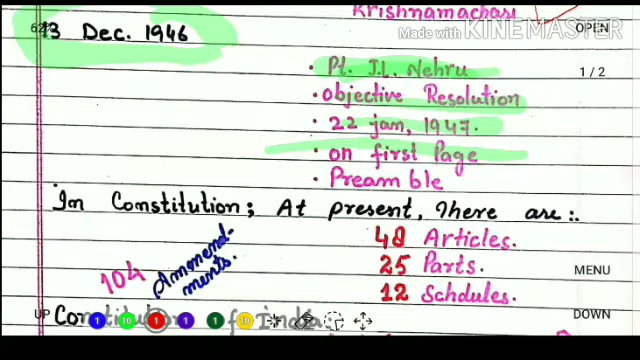 Krishnamachari
Made with KINEMASTER
OPEN
13 Dec. 1946
1/2
• Pt. J.L. Nehru
• Objective Resolution
• 22 jan, 1947.
• on first Page
• Preamble
In Constitution; At present, There are:.
48 Articles.
104 Ammend-
ments.
25 Parts.
MENU
12 Schdules.
UP
DOWN
of India